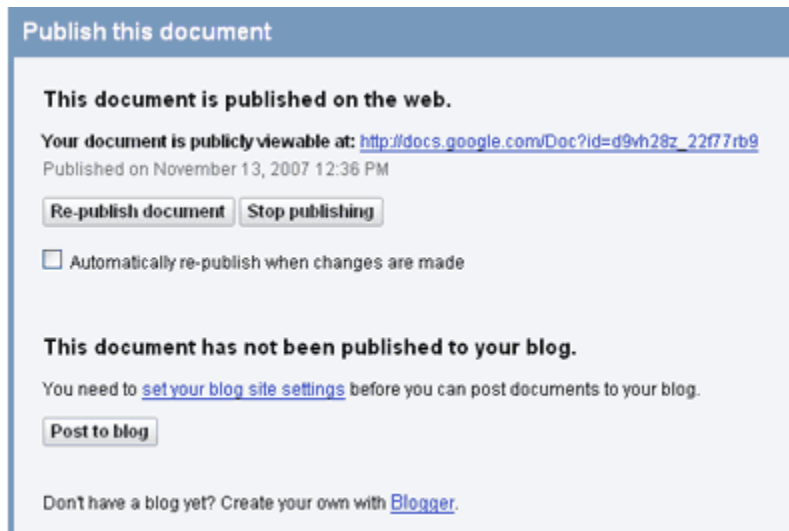 Publish this document
This document is published on the web.
Your document is publicly viewable at: http://docs.google.com/Doc?id=d9vh28z_22f77rb9
Published on November 13, 2007 12:36 PM
Re-publish document Stop publishing
Automatically re-publish when changes are made
This document has not been published to your blog.
You need to set your blog site settings before you can post documents to your blog.
Post to blog
Don't have a blog yet? Create your own with Blogger.